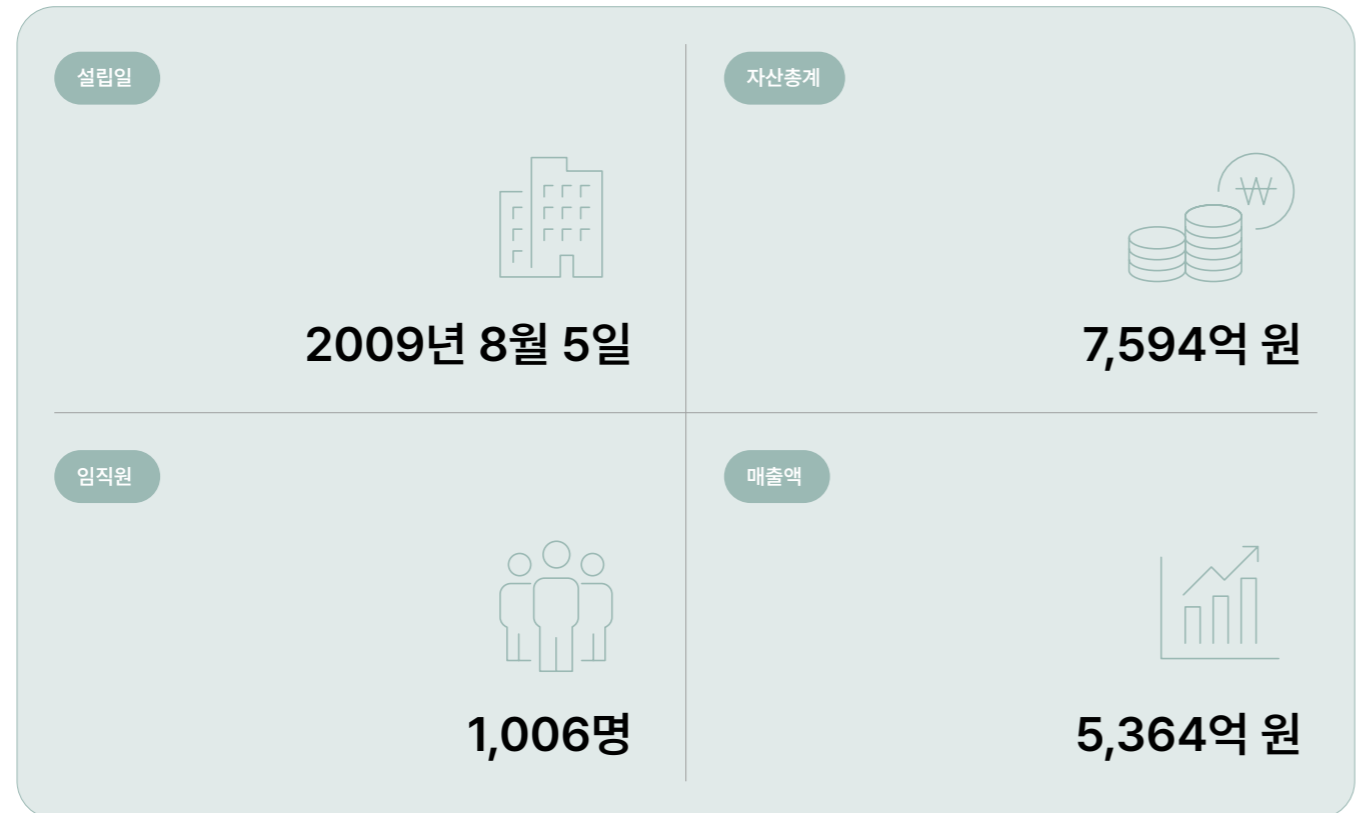 설립일
2009년 8월 5일
자산총계
₩
7,594억 원
임직원
1,006명
매출액
5,364억 원